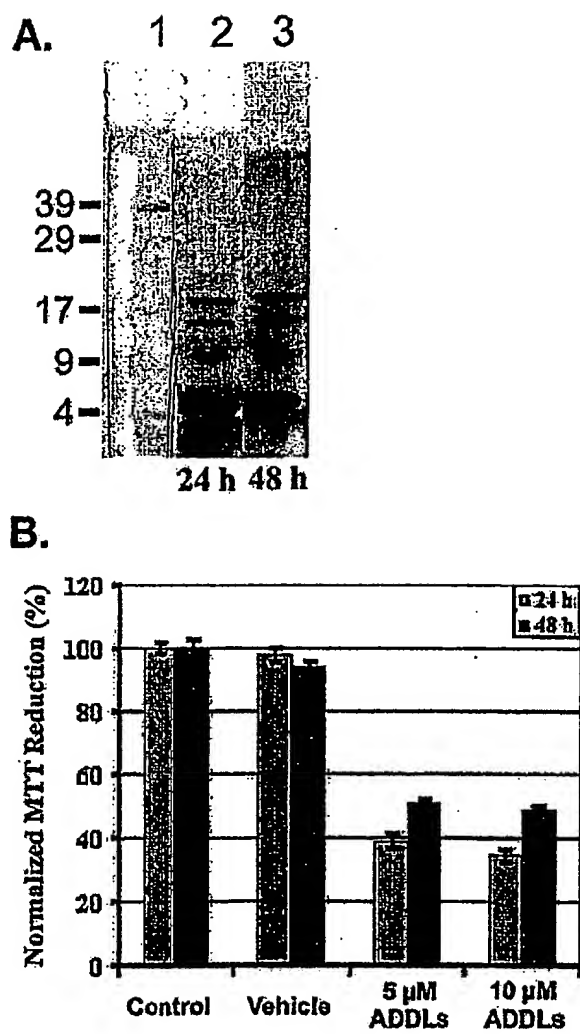 A.
1 2 3
39
29
17
9
4
24 h 48 h
B.
Normalized MTT Reduction (%)
120
100
80
60
40
20
0
24 h
48 h
Control
Vehicle
5 μM
ADDLs
10 μM
ADDLs